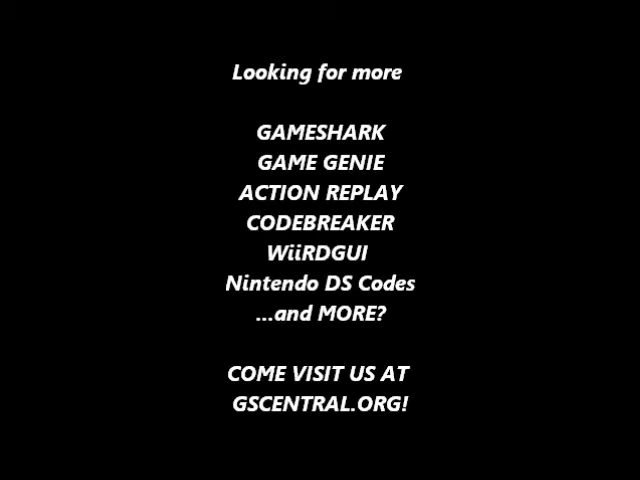 Looking for more
GAMESHARK
GAME GENIE
ACTION REPLAY
CODEBREAKER
WiiRDGUI
Nintendo DS Codes
...and MORE?
COME VISIT US AT
GSCENTRAL.ORG!